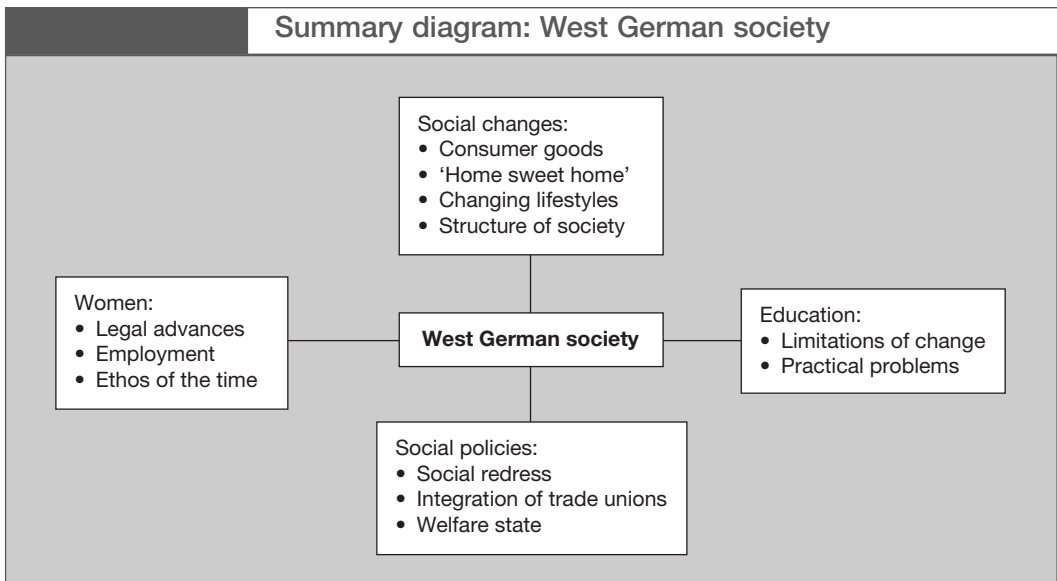 Summary diagram: West German society
Social changes:
• Consumer goods
• ‘Home sweet home’
• Changing lifestyles
• Structure of society
Women:
• Legal advances
• Employment
• Ethos of the time
West German society
Education:
• Limitations of change
• Practical problems
Social policies:
• Social redress
• Integration of trade unions
• Welfare state